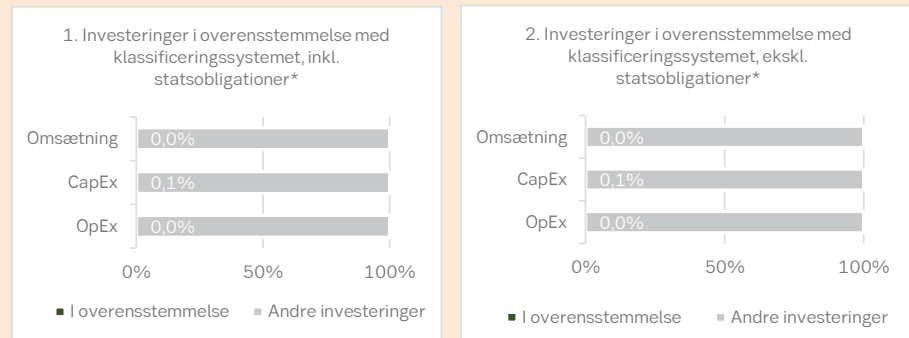 1. Investeringer i overensstemmelse med
klassificeringssystemet, inkl.
statsobligationer*
Omsætning
0,0%
CapEx
0,1%
OpEx
0,0%
0% 50% 100%
I overensstemmelse Andre investeringer
2. Investeringer i overensstemmelse med
klassificeringssystemet, ekskl.
statsobligationer*
Omsætning
0,0%
CapEx
0,1%
OpEx
0,0%
0% 50% 100%
I overensstemmelse Andre investeringer